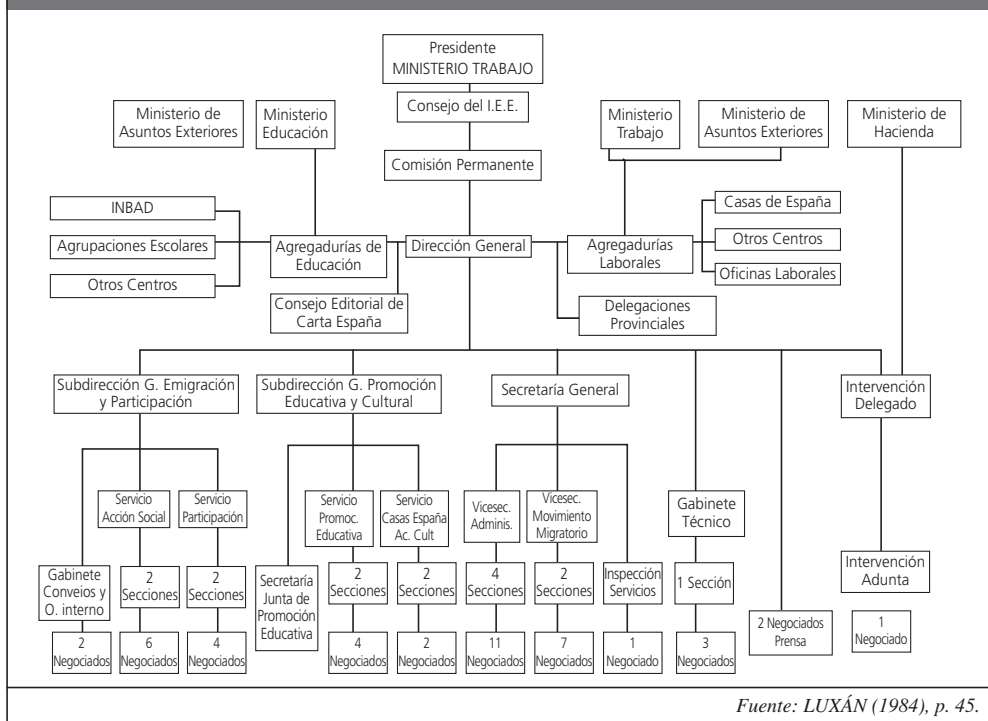 Presidente
MINISTERIO TRABAJO
Consejo del I.E.E.
Ministerio de
Asuntos Exteriores
Ministerio
Educación
Ministerio
Trabajo
Ministerio de
Asuntos Exteriores
Ministerio de
Hacienda
Comisión Permanente
INBAD
Agrupaciones Escolares
Otros Centros
Agregadurías de
Educación
Dirección General
Agregadurías
Laborales
Casas de España
Otros Centros
Oficinas Laborales
Consejo Editorial de
Carta España
Delegaciones
Provinciales
Subdirección G. Emigración
y Participación
Subdirección G. Promoción
Educativa y Cultural
Secretaría General
Intervención
Delegado
Servicio
Acción Social
Servicio
Participación
Servicio
Promoc.
Educativa
Servicio
Casas España
Ac. Cult
Vicesec.
Adminis.
Vicesec.
Movimiento
Migratorio
Gabinete
Técnico
Gabinete
Conveios y
O. interno
2
Secciones
2
Secciones
Secretaría
Junta de
Promoción
Educativa
2
Secciones
2
Secciones
4
Secciones
2
Secciones
Inspección
Servicios
1 Sección
Intervención
Adunta
2
Negociados
6
Negociados
4
Negociados
4
Negociados
2
Negociados
11
Negociados
7
Negociados
1
Negociado
3
Negociados
2 Negociados
Prensa
1
Negociado
Fuente: LUXÁN (1984), p. 45.